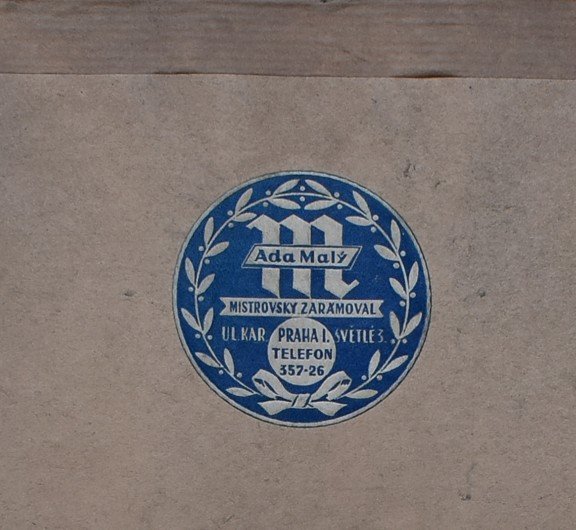 m
Ada Malý
MISTROVSKY ZARÁMOVAL
UL. KAR. PRAHA I. SVĚTLÉ 3.
TELEFON
357-26